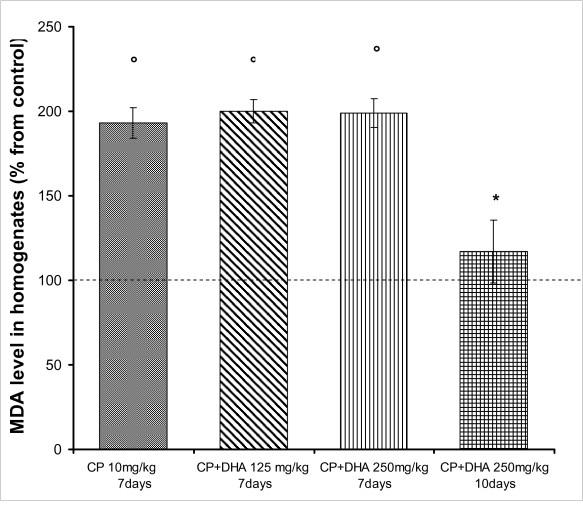 MDA level in homogenates (% from control)
250
200
150
100
50
0
°
°
°
*
CP 10mg/kg
7days
CP+DHA 125 mg/kg
7days
CP+DHA 250mg/kg
7days
CP+DHA 250mg/kg
10days